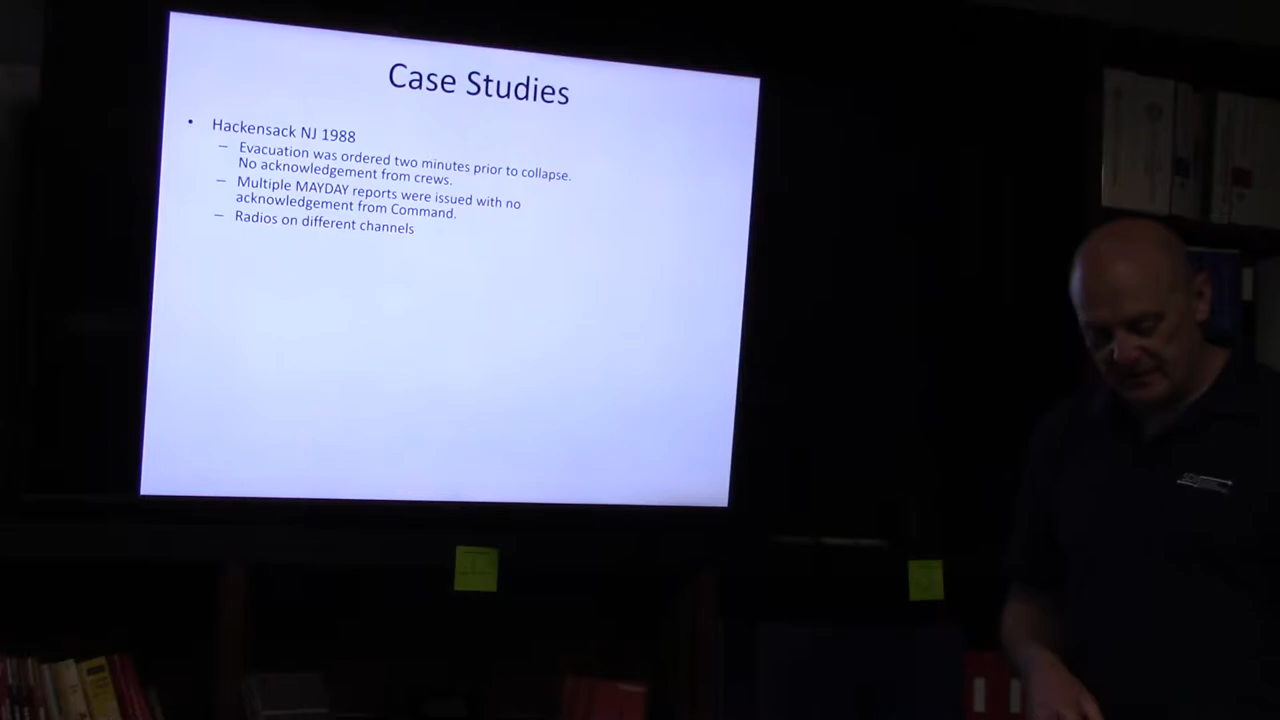 Case Studies
• Hackensack NJ 1988
– Evacuation was ordered two minutes prior to collapse.
No acknowledgement from crews.
– Multiple MAYDAY reports were issued with no
acknowledgement from Command.
– Radios on different channels